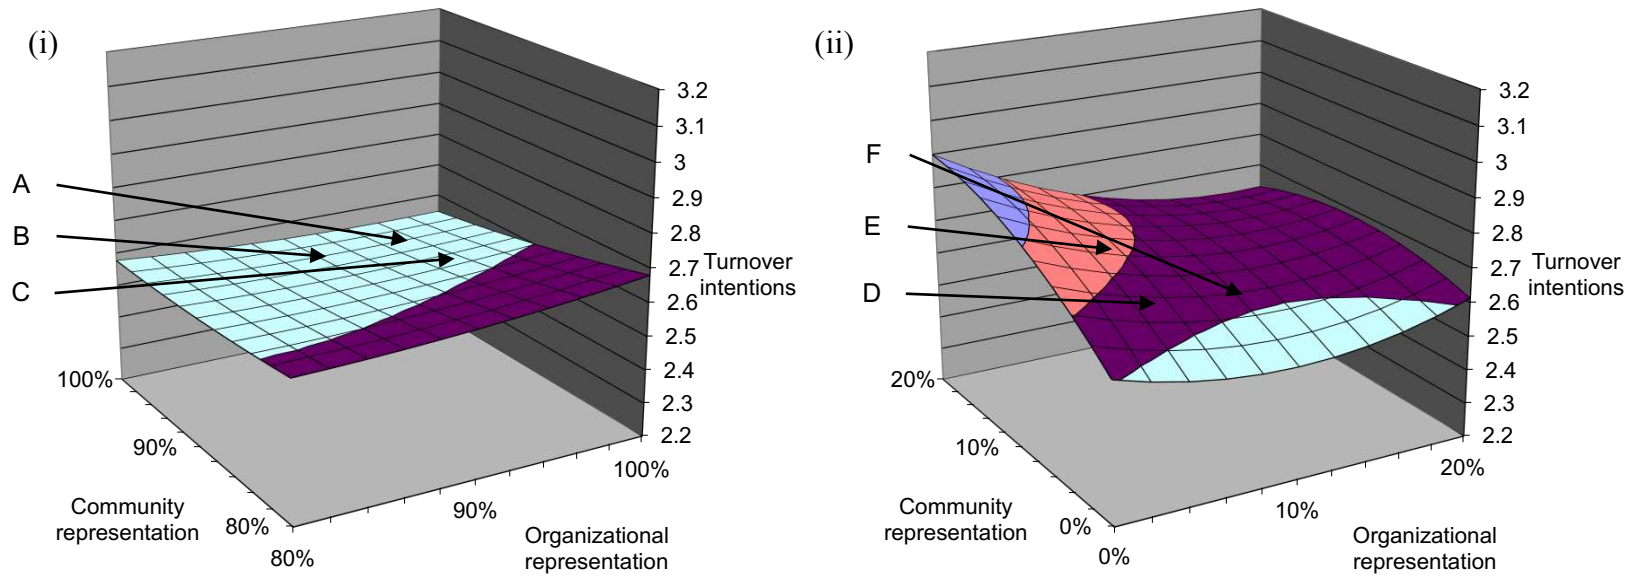 (i)
A
B
C
3.2
3.1
3
2.9
2.8
2.7
2.6
2.5
2.4
2.3
2.2
Turnover
intentions
100%
90%
80%
Community
representation
80%
90%
100%
Organizational
representation
(ii)
F
E
D
3.2
3.1
3
2.9
2.8
2.7
2.6
2.5
2.4
2.3
2.2
Turnover
intentions
20%
10%
0%
Community
representation
0%
10%
20%
Organizational
representation